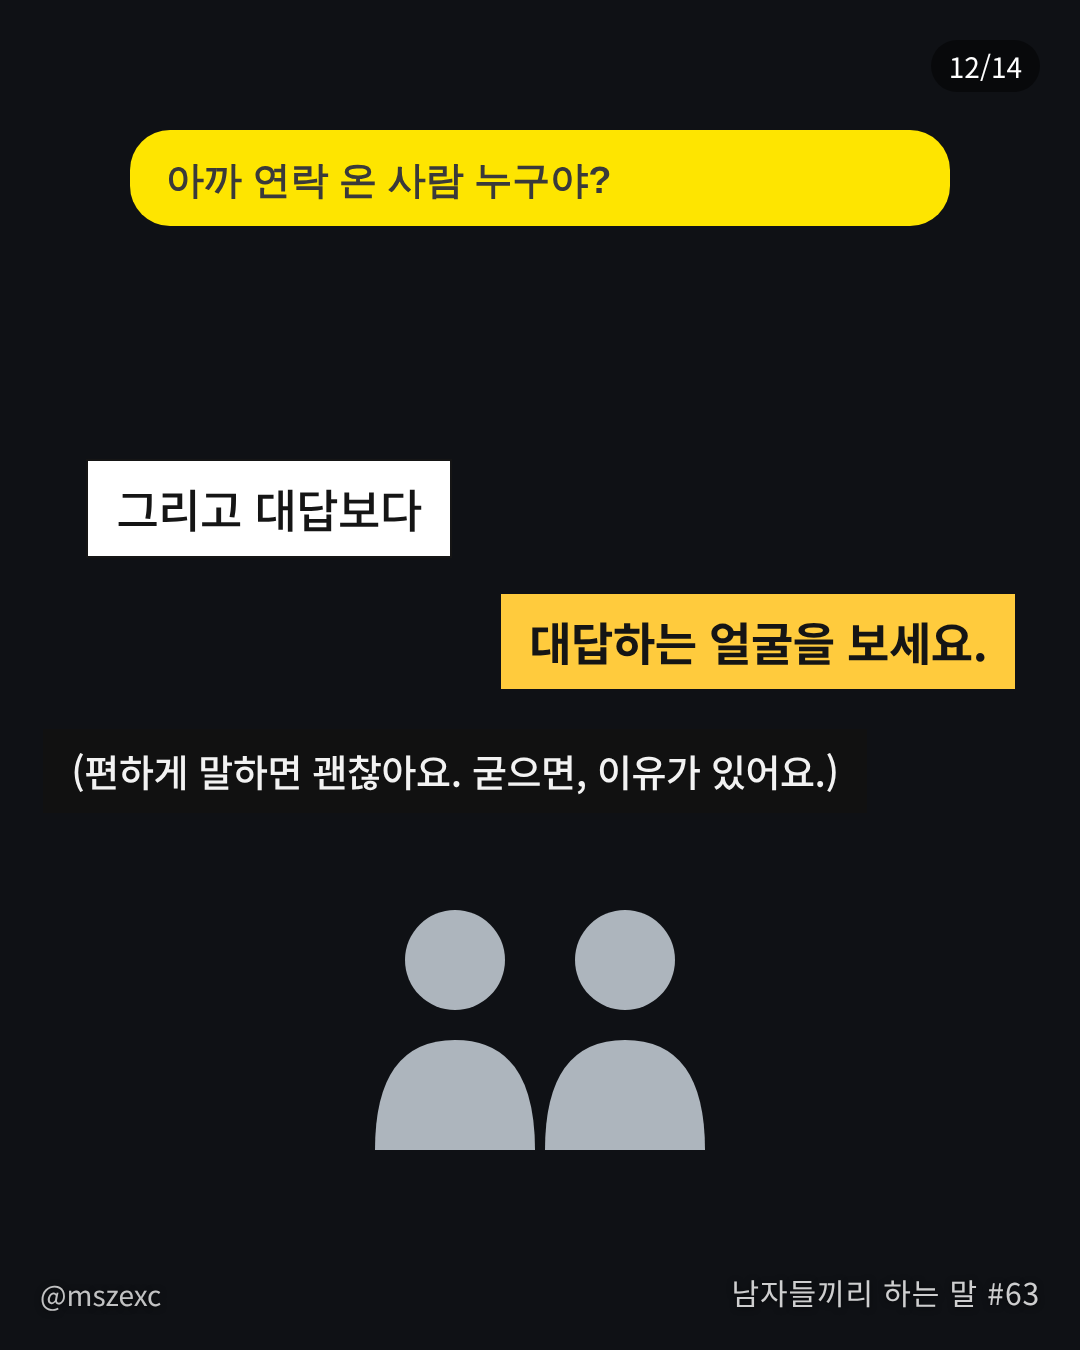 12/14
아까 연락 온 사람 누구야?
그리고 대답보다
대답하는 얼굴을 보세요.
(편하게 말하면 괜찮아요. 굳으면, 이유가 있어요.)
@mszexc
남자들끼리 하는 말 #63